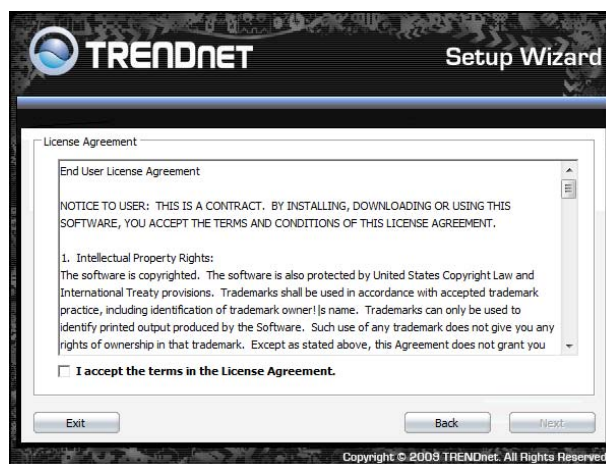 TRENDNET
Setup Wizard
License Agreement
End User License Agreement
NOTICE TO USER: THIS IS A CONTRACT. BY INSTALLING, DOWNLOADING OR USING THIS
SOFTWARE, YOU ACCEPT THE TERMS AND CONDITIONS OF THIS LICENSE AGREEMENT.
1. Intellectual Property Rights:
The software is copyrighted. The software is also protected by United States Copyright Law and
International Treaty provisions. Trademarks shall be used in accordance with accepted trademark
practice, including identification of trademark owner!|s name. Trademarks can only be used to
identify printed output produced by the Software. Such use of any trademark does not give you any
rights of ownership in that trademark. Except as stated above, this Agreement does not grant you
I accept the terms in the License Agreement.
Exit
Back
Next
Copyright © 2009 TRENDnet. All Rights Reserved